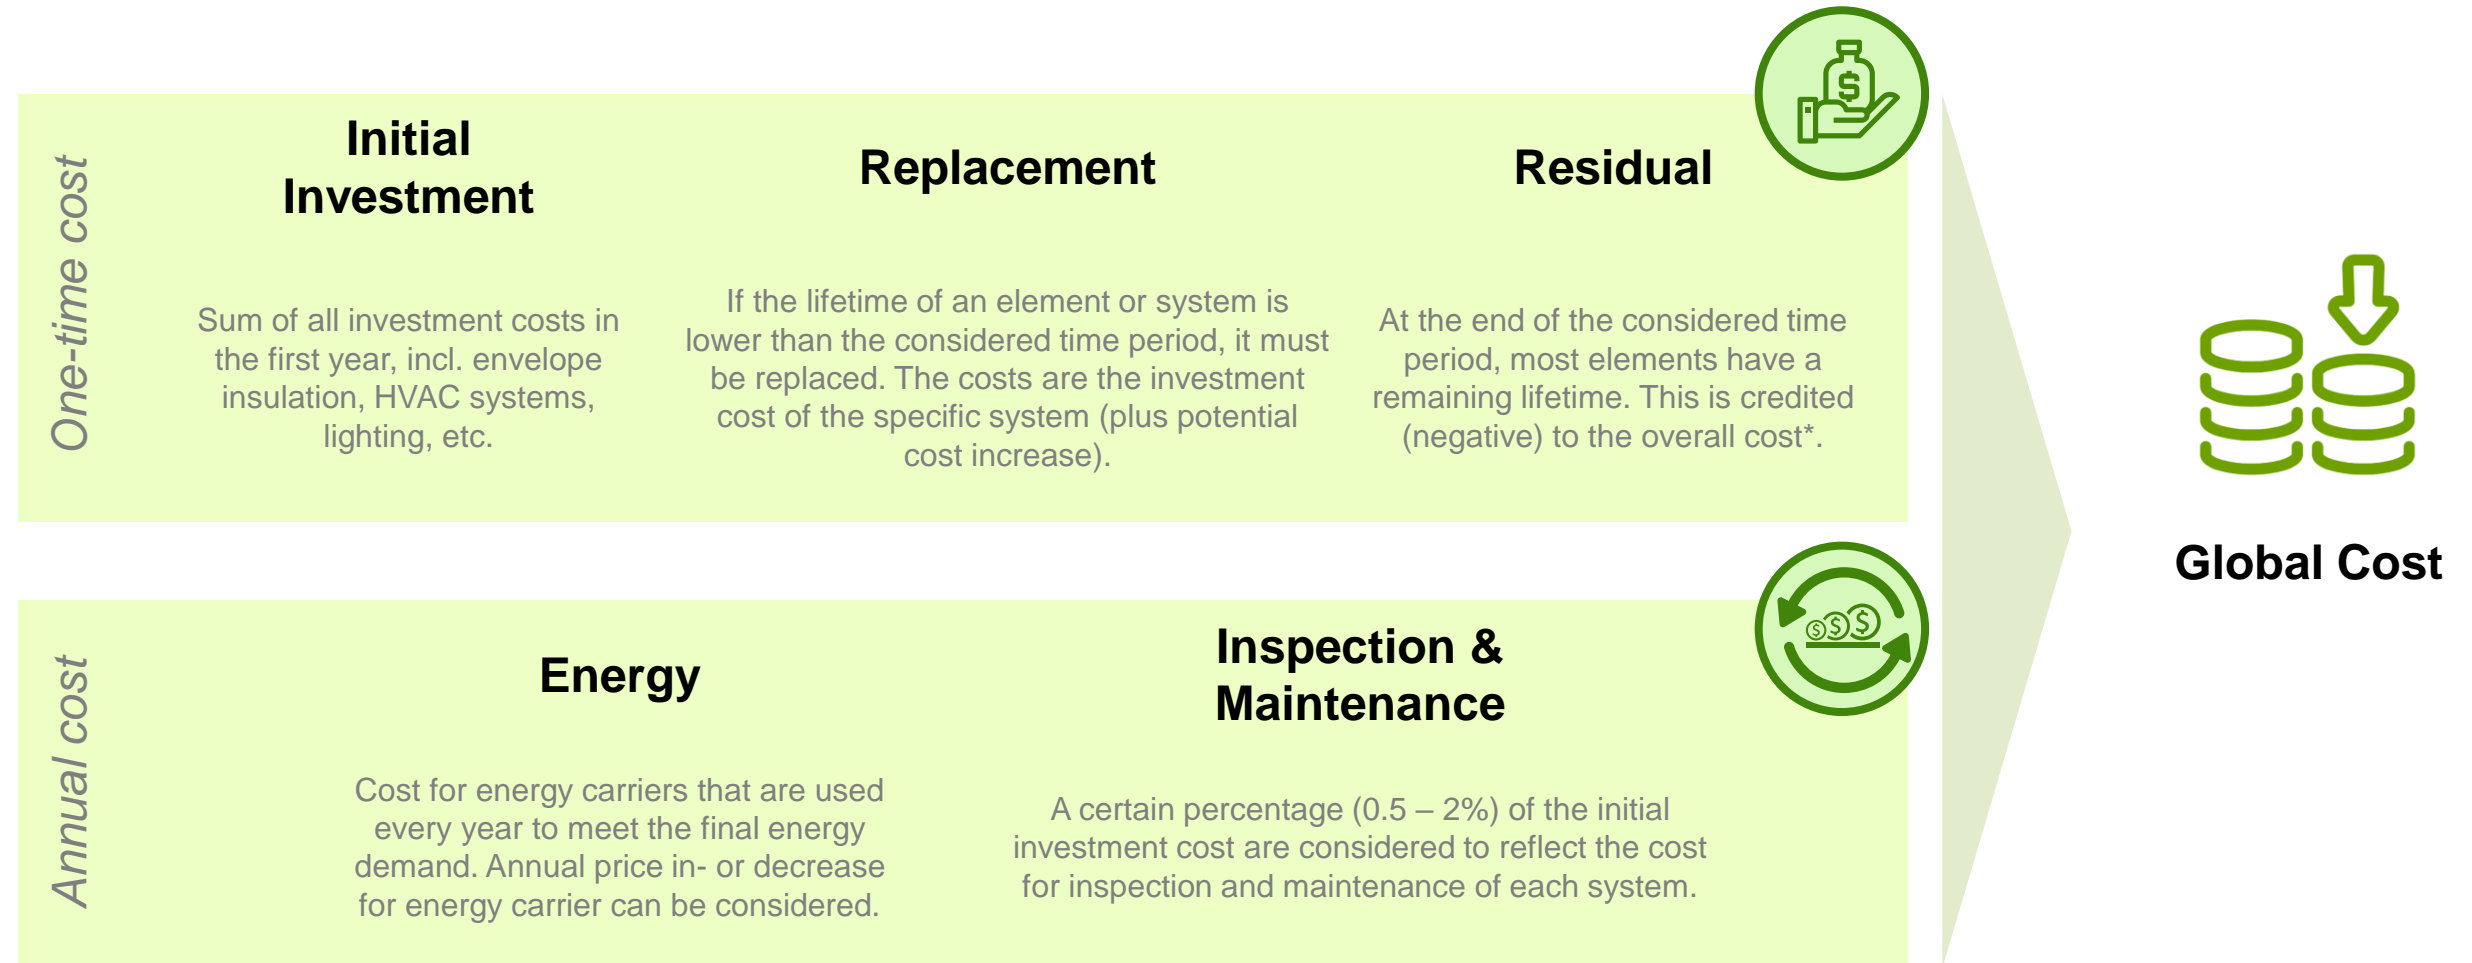 One-time cost
Initial
Investment
Sum of all investment costs in
the first year, incl. envelope
insulation, HVAC systems,
lighting, etc.
Replacement
If the lifetime of an element or system is
lower than the considered time period, it must
be replaced. The costs are the investment
cost of the specific system (plus potential
cost increase).
Residual
At the end of the considered time
period, most elements have a
remaining lifetime. This is credited
(negative) to the overall cost*.
$
Annual cost
Energy
Cost for energy carriers that are used
every year to meet the final energy
demand. Annual price in- or decrease
for energy carrier can be considered.
Inspection &
Maintenance
A certain percentage (0.5 – 2%) of the initial
investment cost are considered to reflect the cost
for inspection and maintenance of each system.
$ $ $
Global Cost